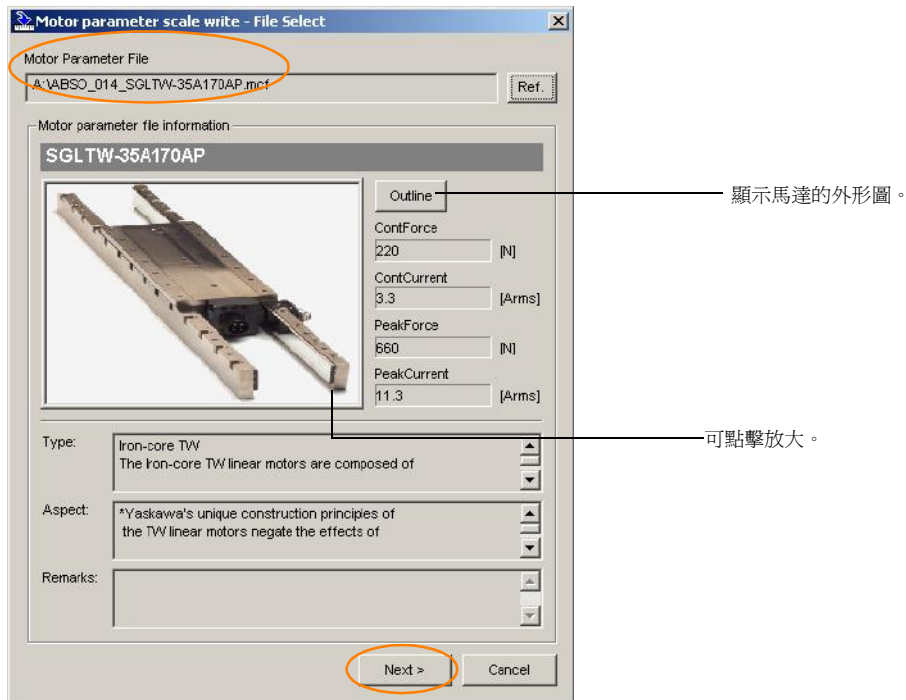 Motor parameter scale write - File Select
Motor Parameter File
A:\ABSO_014_SGLTW-35A170AP.mcf
Ref.
Motor parameter file information
SGLTW-35A170AP
Outline
顯示馬達的外形圖。
ContForce
220 [N]
ContCurrent
3.3 [Arms]
PeakForce
660 [N]
PeakCurrent
11.3 [Arms]
可點擊放大。
Type:
Iron-core TW
The Iron-core TW linear motors are composed of
Aspect:
*Yaskawa's unique construction principles of
the TW linear motors negate the effects of
Remarks:
Next >
Cancel